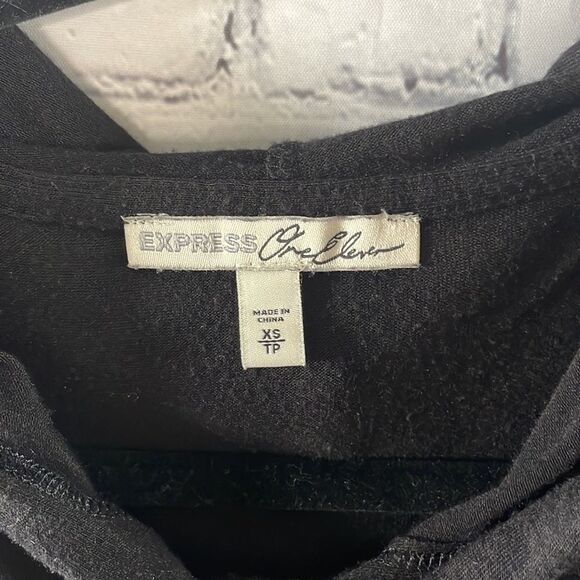 EXPRESS One Eleven
MADE IN
CHINA
XS
TP